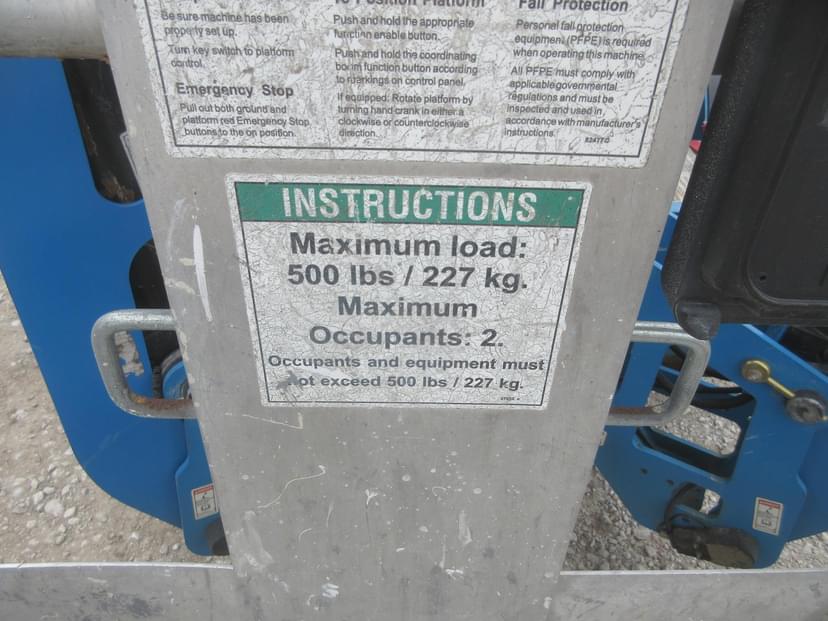 To Position Platform
Fall Protection
Be sure machine has been
properly set up.
Turn key switch to platform
control.
Emergency Stop
Pull out both ground and
platform red Emergency Stop
buttons to the on position.
Push and hold the appropriate
function enable button.
Push and hold the coordinating
boom function button according
to markings on control panel.
If equipped: Rotate platform by
turning hand crank in either a
clockwise or counterclockwise
direction.
Personal fall protection
equipment (PFPE) is required
when operating this machine.
All PFPE must comply with
applicable governmental
regulations and must be
inspected and used in
accordance with manufacturer's
instructions.
INSTRUCTIONS
Maximum load:
500 lbs / 227 kg.
Maximum
Occupants: 2.
Occupants and equipment must
not exceed 500 lbs / 227 kg.